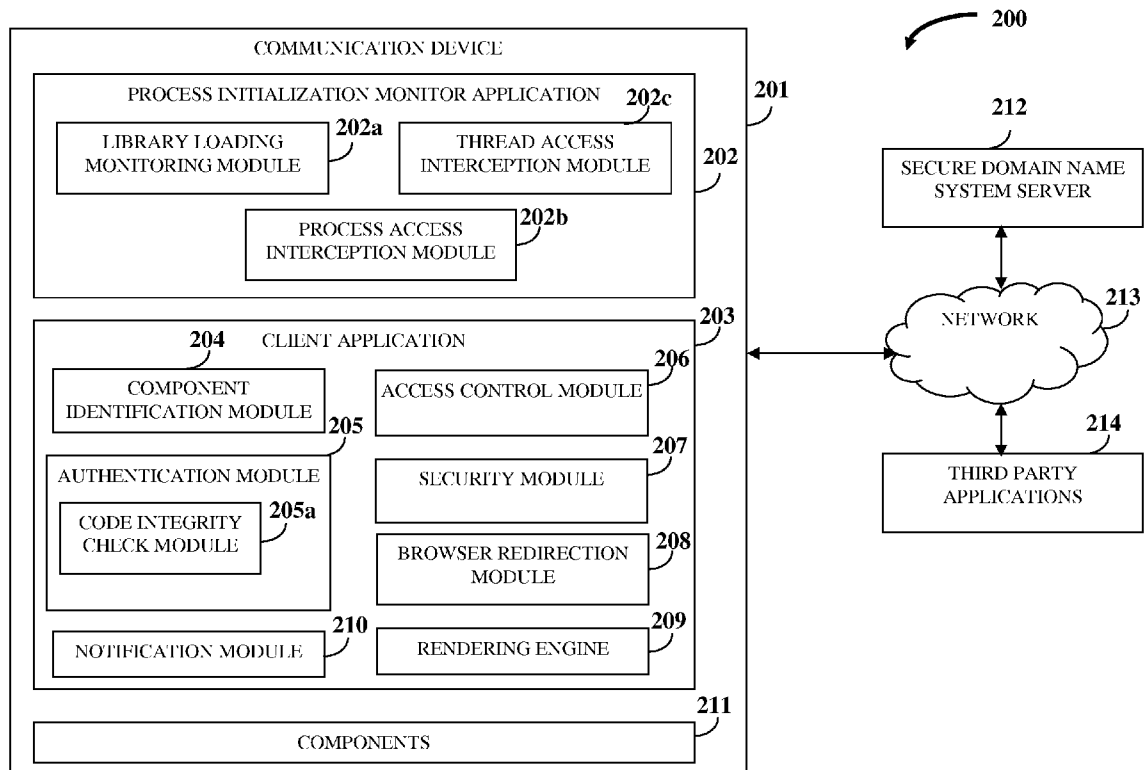 200
COMMUNICATION DEVICE
201
PROCESS INITIALIZATION MONITOR APPLICATION
202
LIBRARY LOADING
MONITORING MODULE
202a
202c
THREAD ACCESS
INTERCEPTION MODULE
PROCESS ACCESS
INTERCEPTION MODULE
202b
CLIENT APPLICATION
203
204
COMPONENT
IDENTIFICATION MODULE
206
ACCESS CONTROL MODULE
205
AUTHENTICATION MODULE
CODE INTEGRITY
CHECK MODULE
205a
207
SECURITY MODULE
BROWSER REDIRECTION
MODULE
208
NOTIFICATION MODULE
210
RENDERING ENGINE
209
211
COMPONENTS
212
SECURE DOMAIN NAME
SYSTEM SERVER
NETWORK
213
214
THIRD PARTY
APPLICATIONS